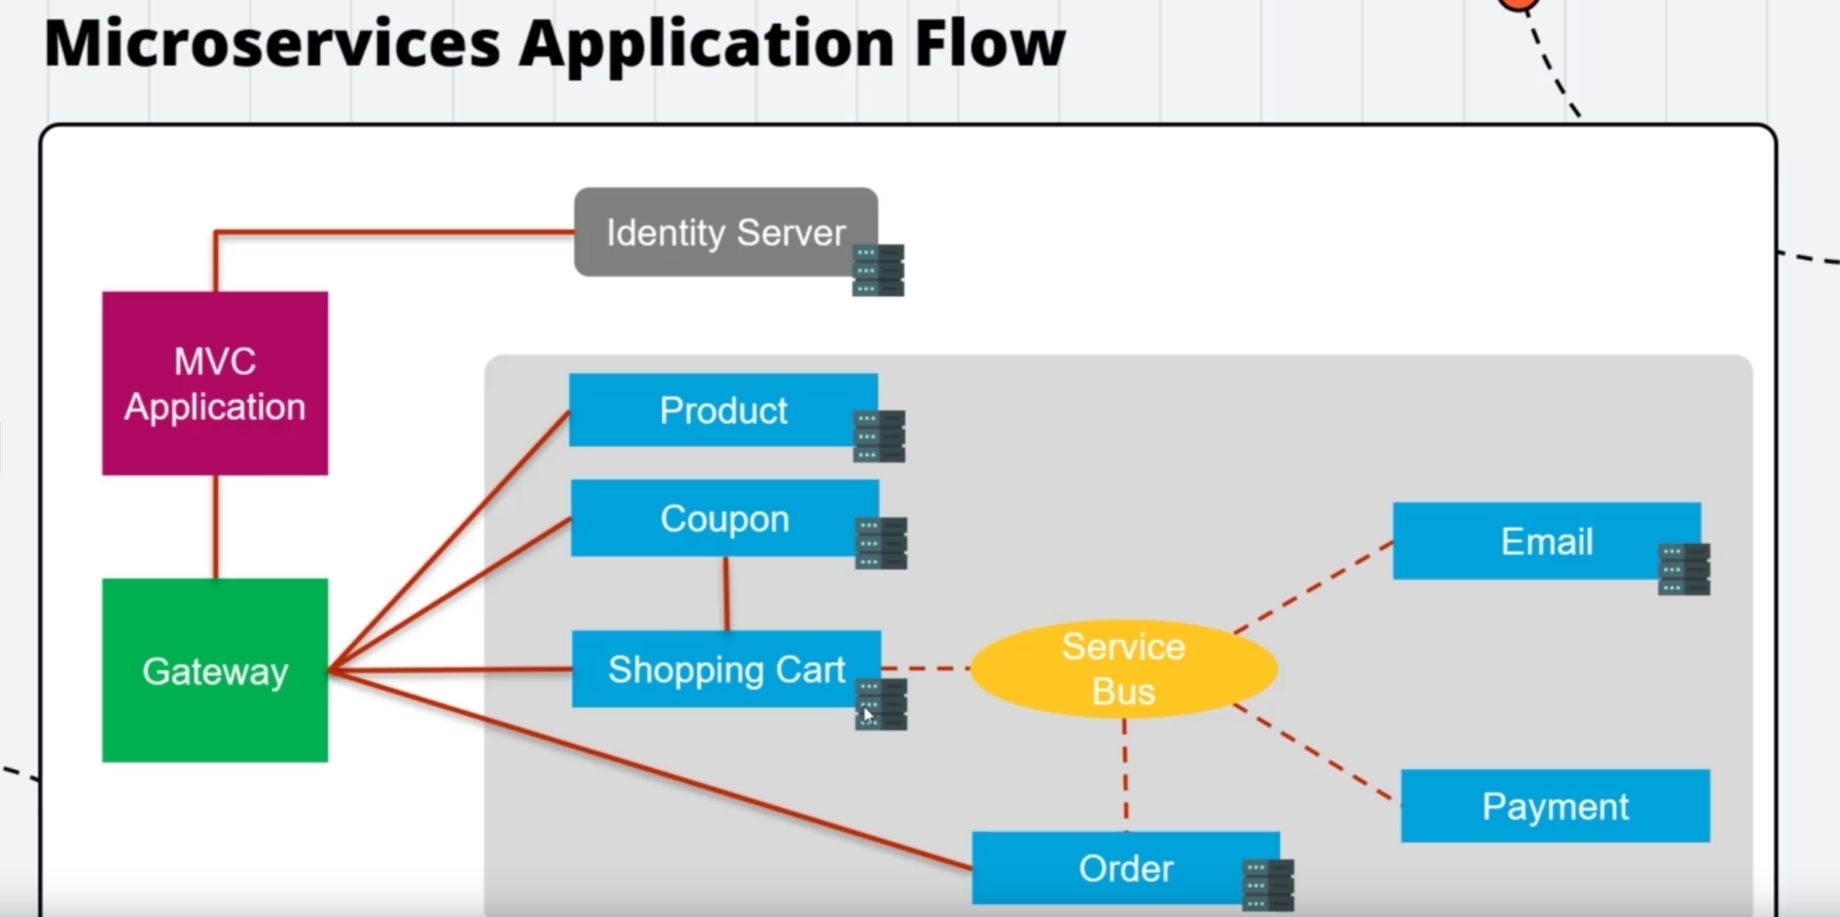 Microservices Application Flow
Identity Server
MVC
Application
Product
Coupon
Email
Service
Bus
Gateway
Shopping Cart
Payment
Order